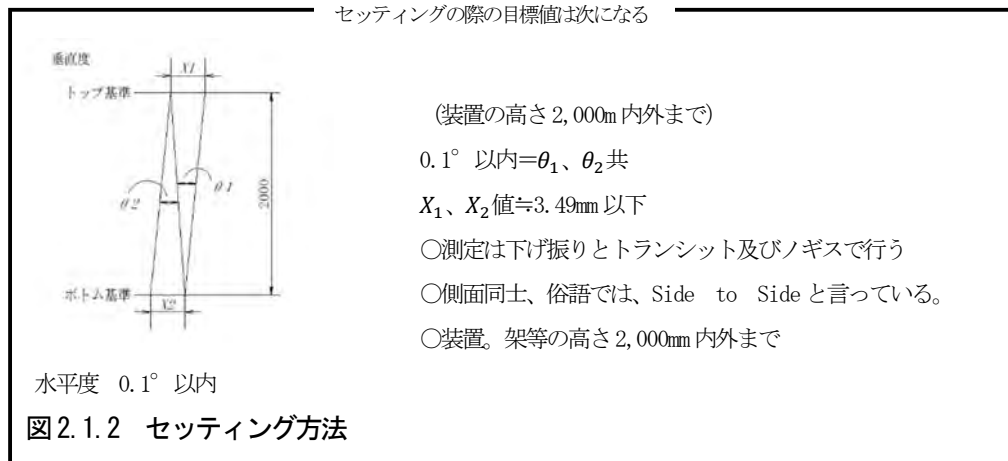 セッティングの際の目標値は次になる
垂直度
X1
トップ基準
(装置の高さ2,000m内外まで)
0.1° 以内=θ₁、θ₂共
θ1
θ2
2000
X₁、X₂値≒3.49mm以下
○測定は下げ振りとトランシット及びノギスで行う
ボトム基準
X2
○側面同士、俗語では、Side to Sideと言っている。
○装置。架等の高さ2,000mm内外まで
水平度 0.1° 以内
図2.1.2 セッティング方法